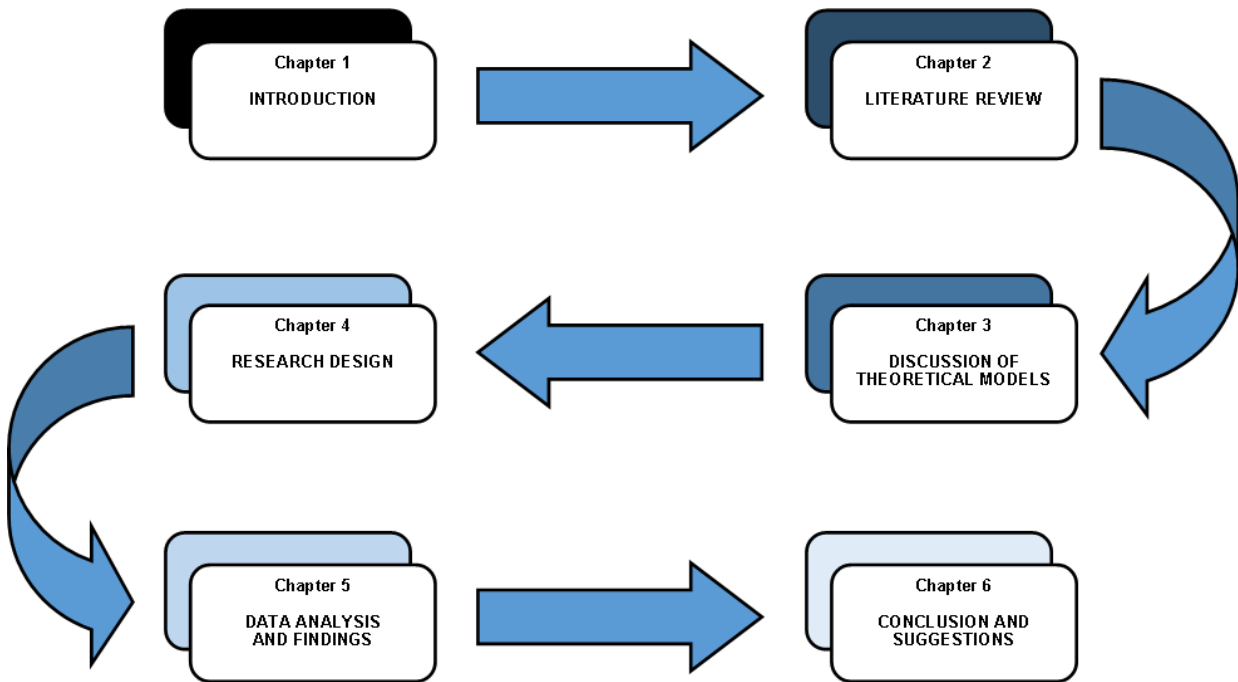 Chapter 1
INTRODUCTION
Chapter 2
LITERATURE REVIEW
Chapter 3
DISCUSSION OF
THEORETICAL MODELS
Chapter 4
RESEARCH DESIGN
Chapter 5
DATA ANALYSIS
AND FINDINGS
Chapter 6
CONCLUSION AND
SUGGESTIONS